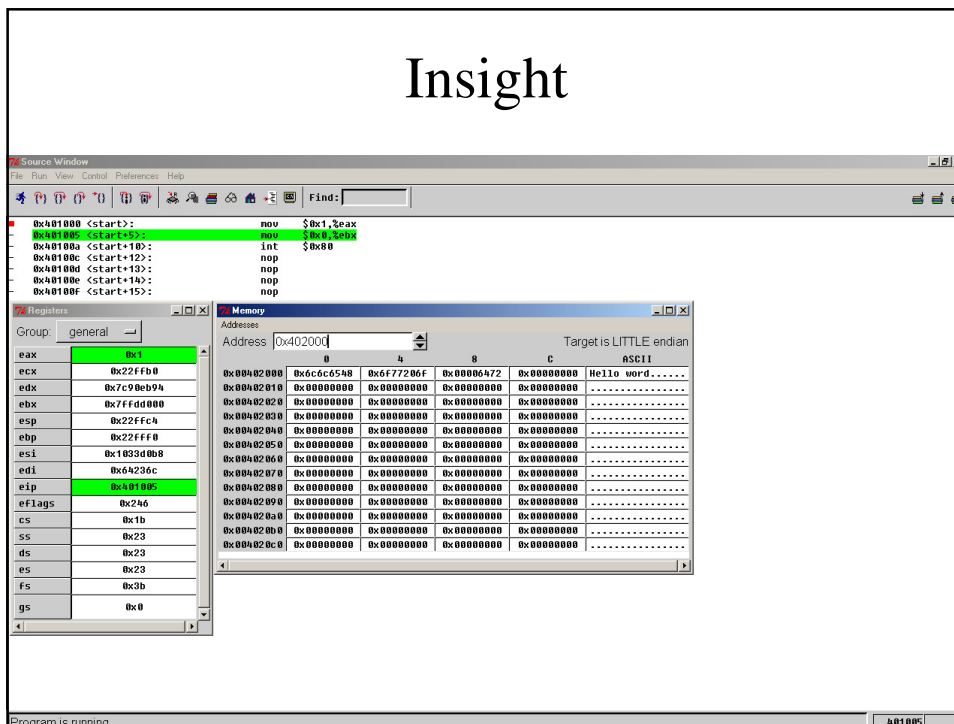 Insight
Source Window
File Run View Control Preferences Help
Find:
0x401000 <start>: mov $0x1,%eax
0x401005 <start+5>: mov $0x0,%ebx
0x40100a <start+10>: int $0x80
0x40100c <start+12>: nop
0x40100d <start+13>: nop
0x40100e <start+14>: nop
0x40100f <start+15>: nop
Registers
Group: general
eax 0x1
ecx 0x22ffb0
edx 0x7c90eb94
ebx 0x7ffdd000
esp 0x22ffc4
ebp 0x22fff0
esi 0x1033d0b8
edi 0x64236c
eip 0x401005
eflags 0x246
cs 0x1b
ss 0x23
ds 0x23
es 0x23
fs 0x3b
gs 0x0
Memory
Addresses
Address 0x402000 Target is LITTLE endian
0 4 8 C ASCII
0x00402000 0x6c6c6548 0x6f77206f 0x00006472 0x00000000 Hello word......
0x00402010 0x00000000 0x00000000 0x00000000 0x00000000 ................
0x00402020 0x00000000 0x00000000 0x00000000 0x00000000 ................
0x00402030 0x00000000 0x00000000 0x00000000 0x00000000 ................
0x00402040 0x00000000 0x00000000 0x00000000 0x00000000 ................
0x00402050 0x00000000 0x00000000 0x00000000 0x00000000 ................
0x00402060 0x00000000 0x00000000 0x00000000 0x00000000 ................
0x00402070 0x00000000 0x00000000 0x00000000 0x00000000 ................
0x00402080 0x00000000 0x00000000 0x00000000 0x00000000 ................
0x00402090 0x00000000 0x00000000 0x00000000 0x00000000 ................
0x004020a0 0x00000000 0x00000000 0x00000000 0x00000000 ................
0x004020b0 0x00000000 0x00000000 0x00000000 0x00000000 ................
0x004020c0 0x00000000 0x00000000 0x00000000 0x00000000 ................
Program is running. 401005